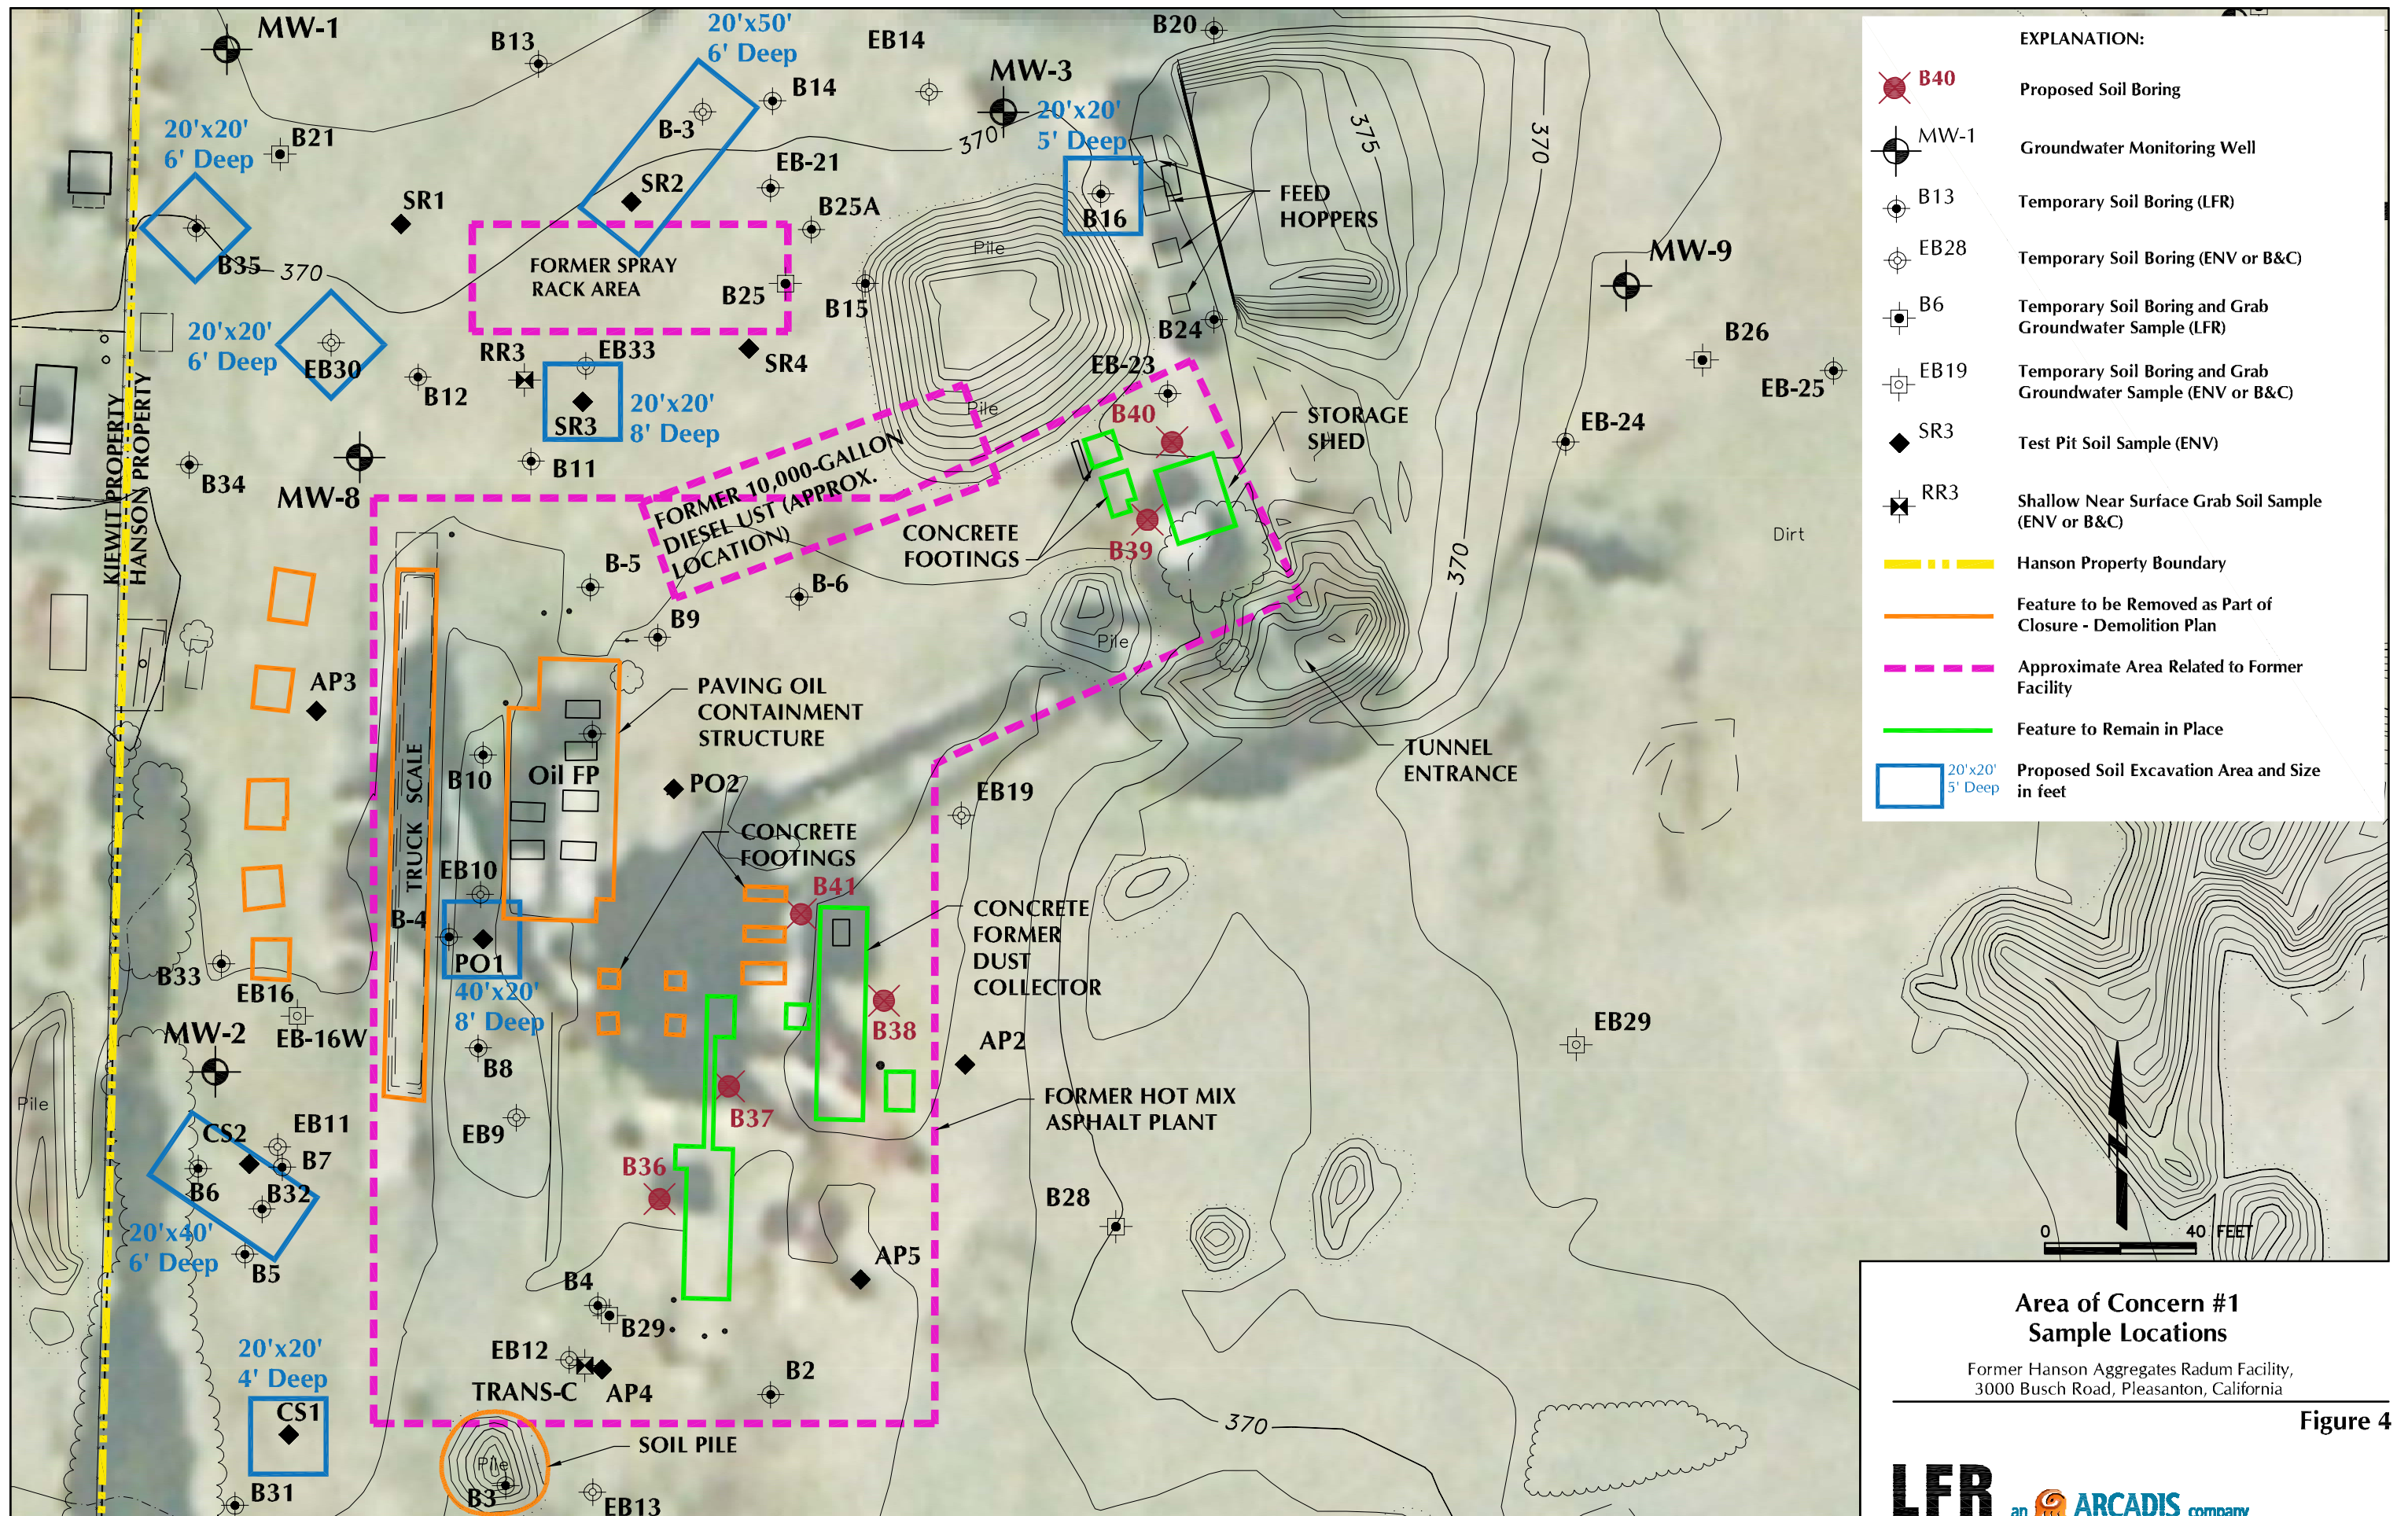 MW-1
B13
20'x50'
6' Deep
EB14
B20
MW-3
B14
B-3
20'x20'
5' Deep
370
375
370
20'x20'
6' Deep
B21
EB-21
SR2
SR1
B25A
B16
FEED
HOPPERS
B35
370
FORMER SPRAY
RACK AREA
Pile
B25
B15
B24
MW-9
B26
20'x20'
6' Deep
EB30
RR3
EB33
SR4
EB-23
EB-25
B12
SR3
20'x20'
8' Deep
Pile
B40
STORAGE
SHED
EB-24
KIEWIT PROPERTY
HANSON PROPERTY
B34
MW-8
B11
FORMER 10,000-GALLON
DIESEL UST (APPROX.
LOCATION)
CONCRETE
FOOTINGS
B39
370
Dirt
B-5
B-6
B9
Pile
AP3
PAVING OIL
CONTAINMENT
STRUCTURE
TRUCK SCALE
B10
Oil FP
PO2
EB19
TUNNEL
ENTRANCE
CONCRETE
FOOTINGS
EB10
B41
B-4
PO1
CONCRETE
FORMER
DUST
COLLECTOR
B33
EB16
EB-16W
40'x20'
8' Deep
B38
MW-2
B8
AP2
EB29
Pile
B37
FORMER HOT MIX
ASPHALT PLANT
EB9
CS2
EB11
B7
B6
B32
B36
B28
20'x40'
6' Deep
B5
AP5
B4
B29
20'x20'
4' Deep
EB12
TRANS-C
AP4
B2
CS1
SOIL PILE
370
Pile
B3
B31
EB13
EXPLANATION:
B40
Proposed Soil Boring
MW-1
Groundwater Monitoring Well
B13
Temporary Soil Boring (LFR)
EB28
Temporary Soil Boring (ENV or B&C)
B6
Temporary Soil Boring and Grab
Groundwater Sample (LFR)
EB19
Temporary Soil Boring and Grab
Groundwater Sample (ENV or B&C)
SR3
Test Pit Soil Sample (ENV)
RR3
Shallow Near Surface Grab Soil Sample
(ENV or B&C)
Hanson Property Boundary
Feature to be Removed as Part of
Closure - Demolition Plan
Approximate Area Related to Former
Facility
Feature to Remain in Place
20'x20'
5' Deep
Proposed Soil Excavation Area and Size
in feet
0 40 FEET
Area of Concern #1
Sample Locations
Former Hanson Aggregates Radum Facility,
3000 Busch Road, Pleasanton, California
Figure 4
LFR an ARCADIS company